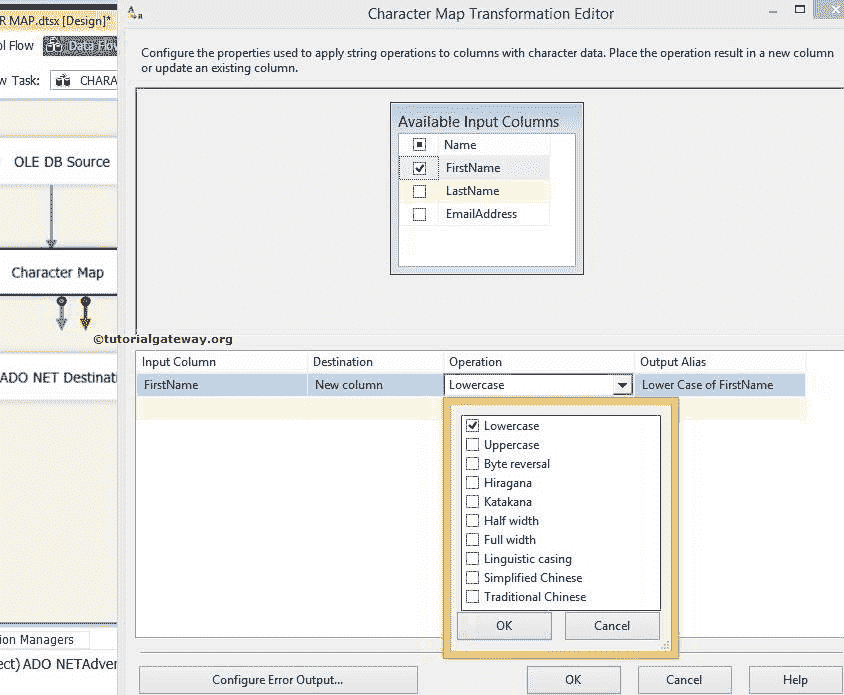 Character Map Transformation Editor
R MAP.dtsx [Design]*
ol Flow
Data Flo
w Task:
CHARA
Configure the properties used to apply string operations to columns with character data. Place the operation result in a new column
or update an existing column.
OLE DB Source
Character Map
ADO NET Destinati
Available Input Columns
Name
FirstName
LastName
EmailAddress
©tutorialgateway.org
Input Column Destination Operation Output Alias
FirstName New column Lowercase Lower Case of FirstName
Lowercase
Uppercase
Byte reversal
Hiragana
Katakana
Half width
Full width
Linguistic casing
Simplified Chinese
Traditional Chinese
OK Cancel
ion Managers
ect) ADO NETAdver
Configure Error Output... OK Cancel Help